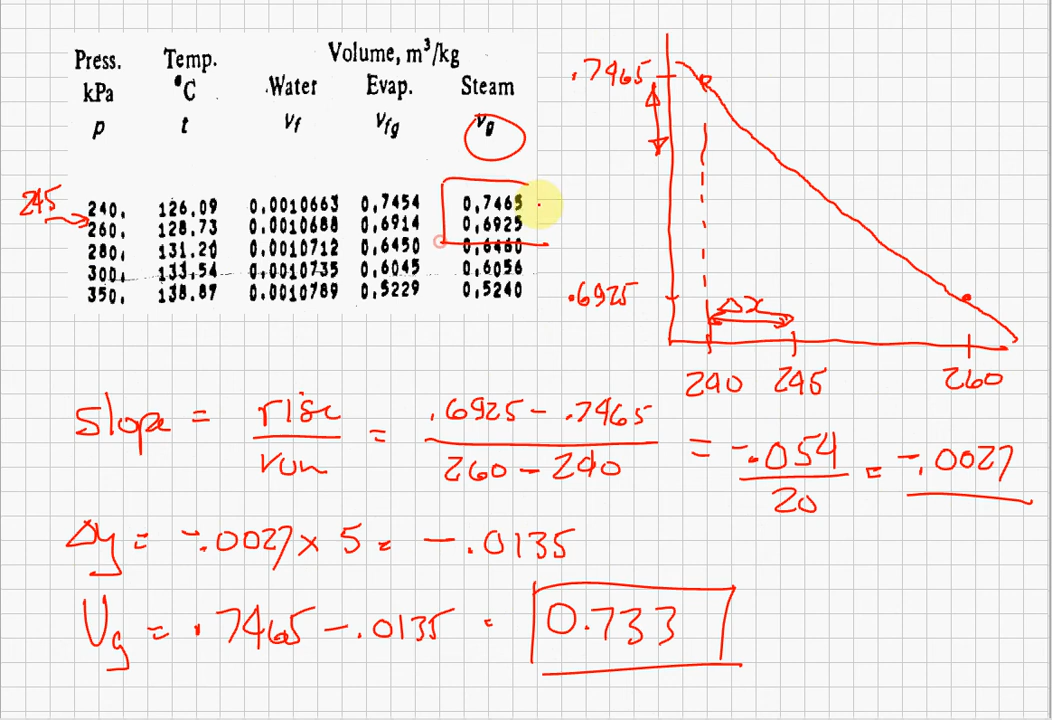 Volume, m³/kg
Press. Temp.
kPa °C Water Evap. Steam
p t vf vfg vg
245
240. 126.09 0.0010663 0.7454 0.7465
260. 128.73 0.0010688 0.6914 0.6925
280. 131.20 0.0010712 0.6450 0.6460
300. 133.54 0.0010735 0.6045 0.6056
350. 138.87 0.0010789 0.5229 0.5240
.7465
.6925
Δx
240 245 260
Slope = rise/run = .6925 - .7465 / 260 - 240 = -.054/20 = -.0027
Δy = -.0027 x 5 = -.0135
Vg = .7465 - .0135 = 0.733